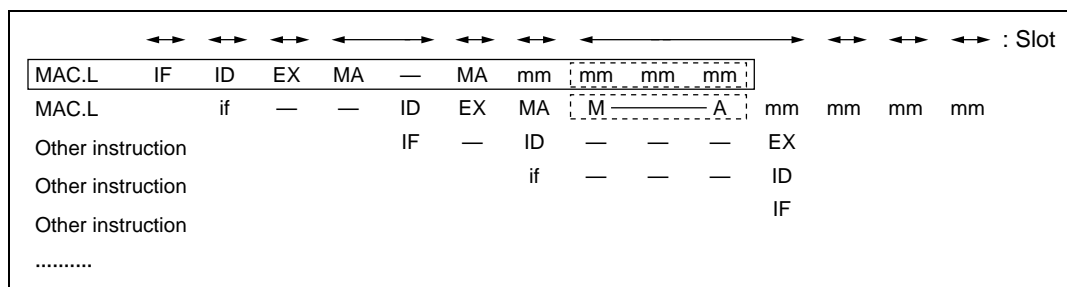 : Slot
MAC.L IF ID EX MA — MA mm mm mm mm
MAC.L if — — ID EX MA M A mm mm mm mm
Other instruction IF — ID — — — EX
Other instruction if — — — ID
Other instruction IF
..........